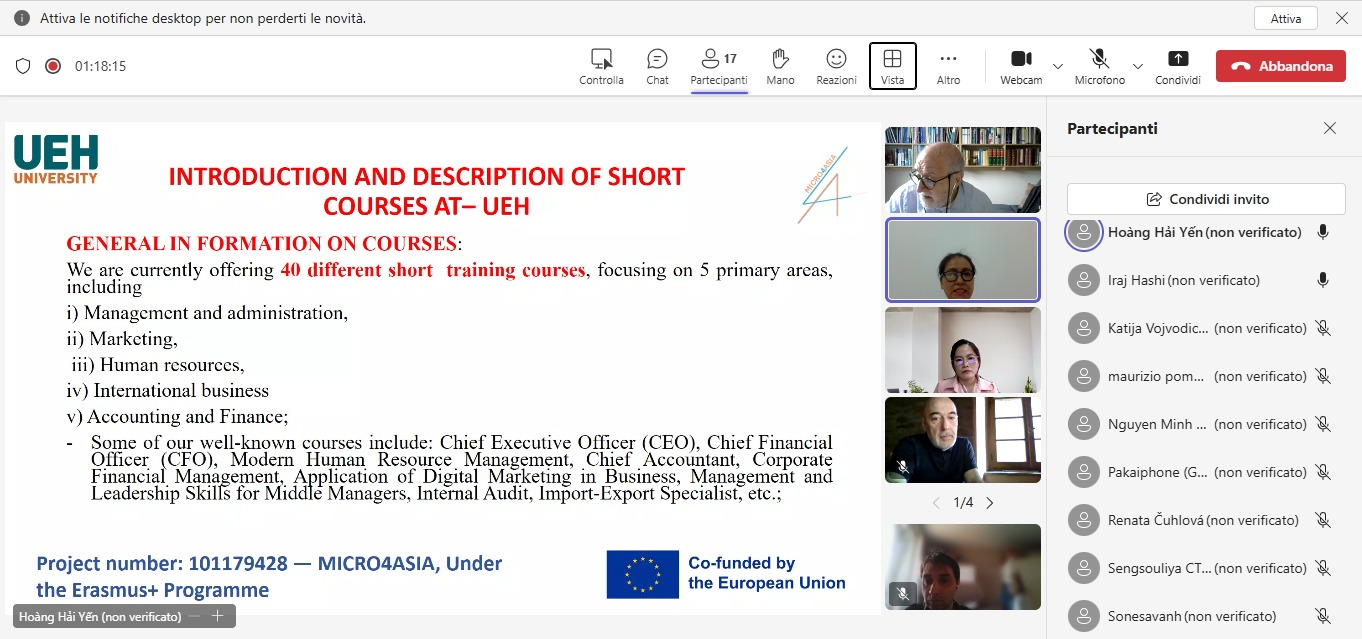 Attiva le notifiche desktop per non perderti le novità.
Attiva
01:18:15
Controlla
Chat
17
Partecipanti
Mano
Reazioni
Vista
Altro
Webcam
Microfono
Condividi
Abbandona
UEH
UNIVERSITY
INTRODUCTION AND DESCRIPTION OF SHORT
COURSES AT– UEH
MICRO4ASIA
GENERAL IN FORMATION ON COURSES:
We are currently offering 40 different short training courses, focusing on 5 primary areas,
including
i) Management and administration,
ii) Marketing,
iii) Human resources,
iv) International business
v) Accounting and Finance;
- Some of our well-known courses include: Chief Executive Officer (CEO), Chief Financial
Officer (CFO), Modern Human Resource Management, Chief Accountant, Corporate
Financial Management, Application of Digital Marketing in Business, Management and
Leadership Skills for Middle Managers, Internal Audit, Import-Export Specialist, etc.;
Project number: 101179428 — MICRO4ASIA, Under
the Erasmus+ Programme
Co-funded by
the European Union
Hoàng Hải Yến (non verificato)
1/4
Partecipanti
Condividi invito
Hoàng Hải Yến (non verificato)
Iraj Hashi (non verificato)
Katija Vojvodic... (non verificato)
maurizio pom... (non verificato)
Nguyen Minh ... (non verificato)
Pakaiphone (G... (non verificato)
Renata Čuhlová (non verificato)
Sengsouliya CT... (non verificato)
Sonesavanh (non verificato)